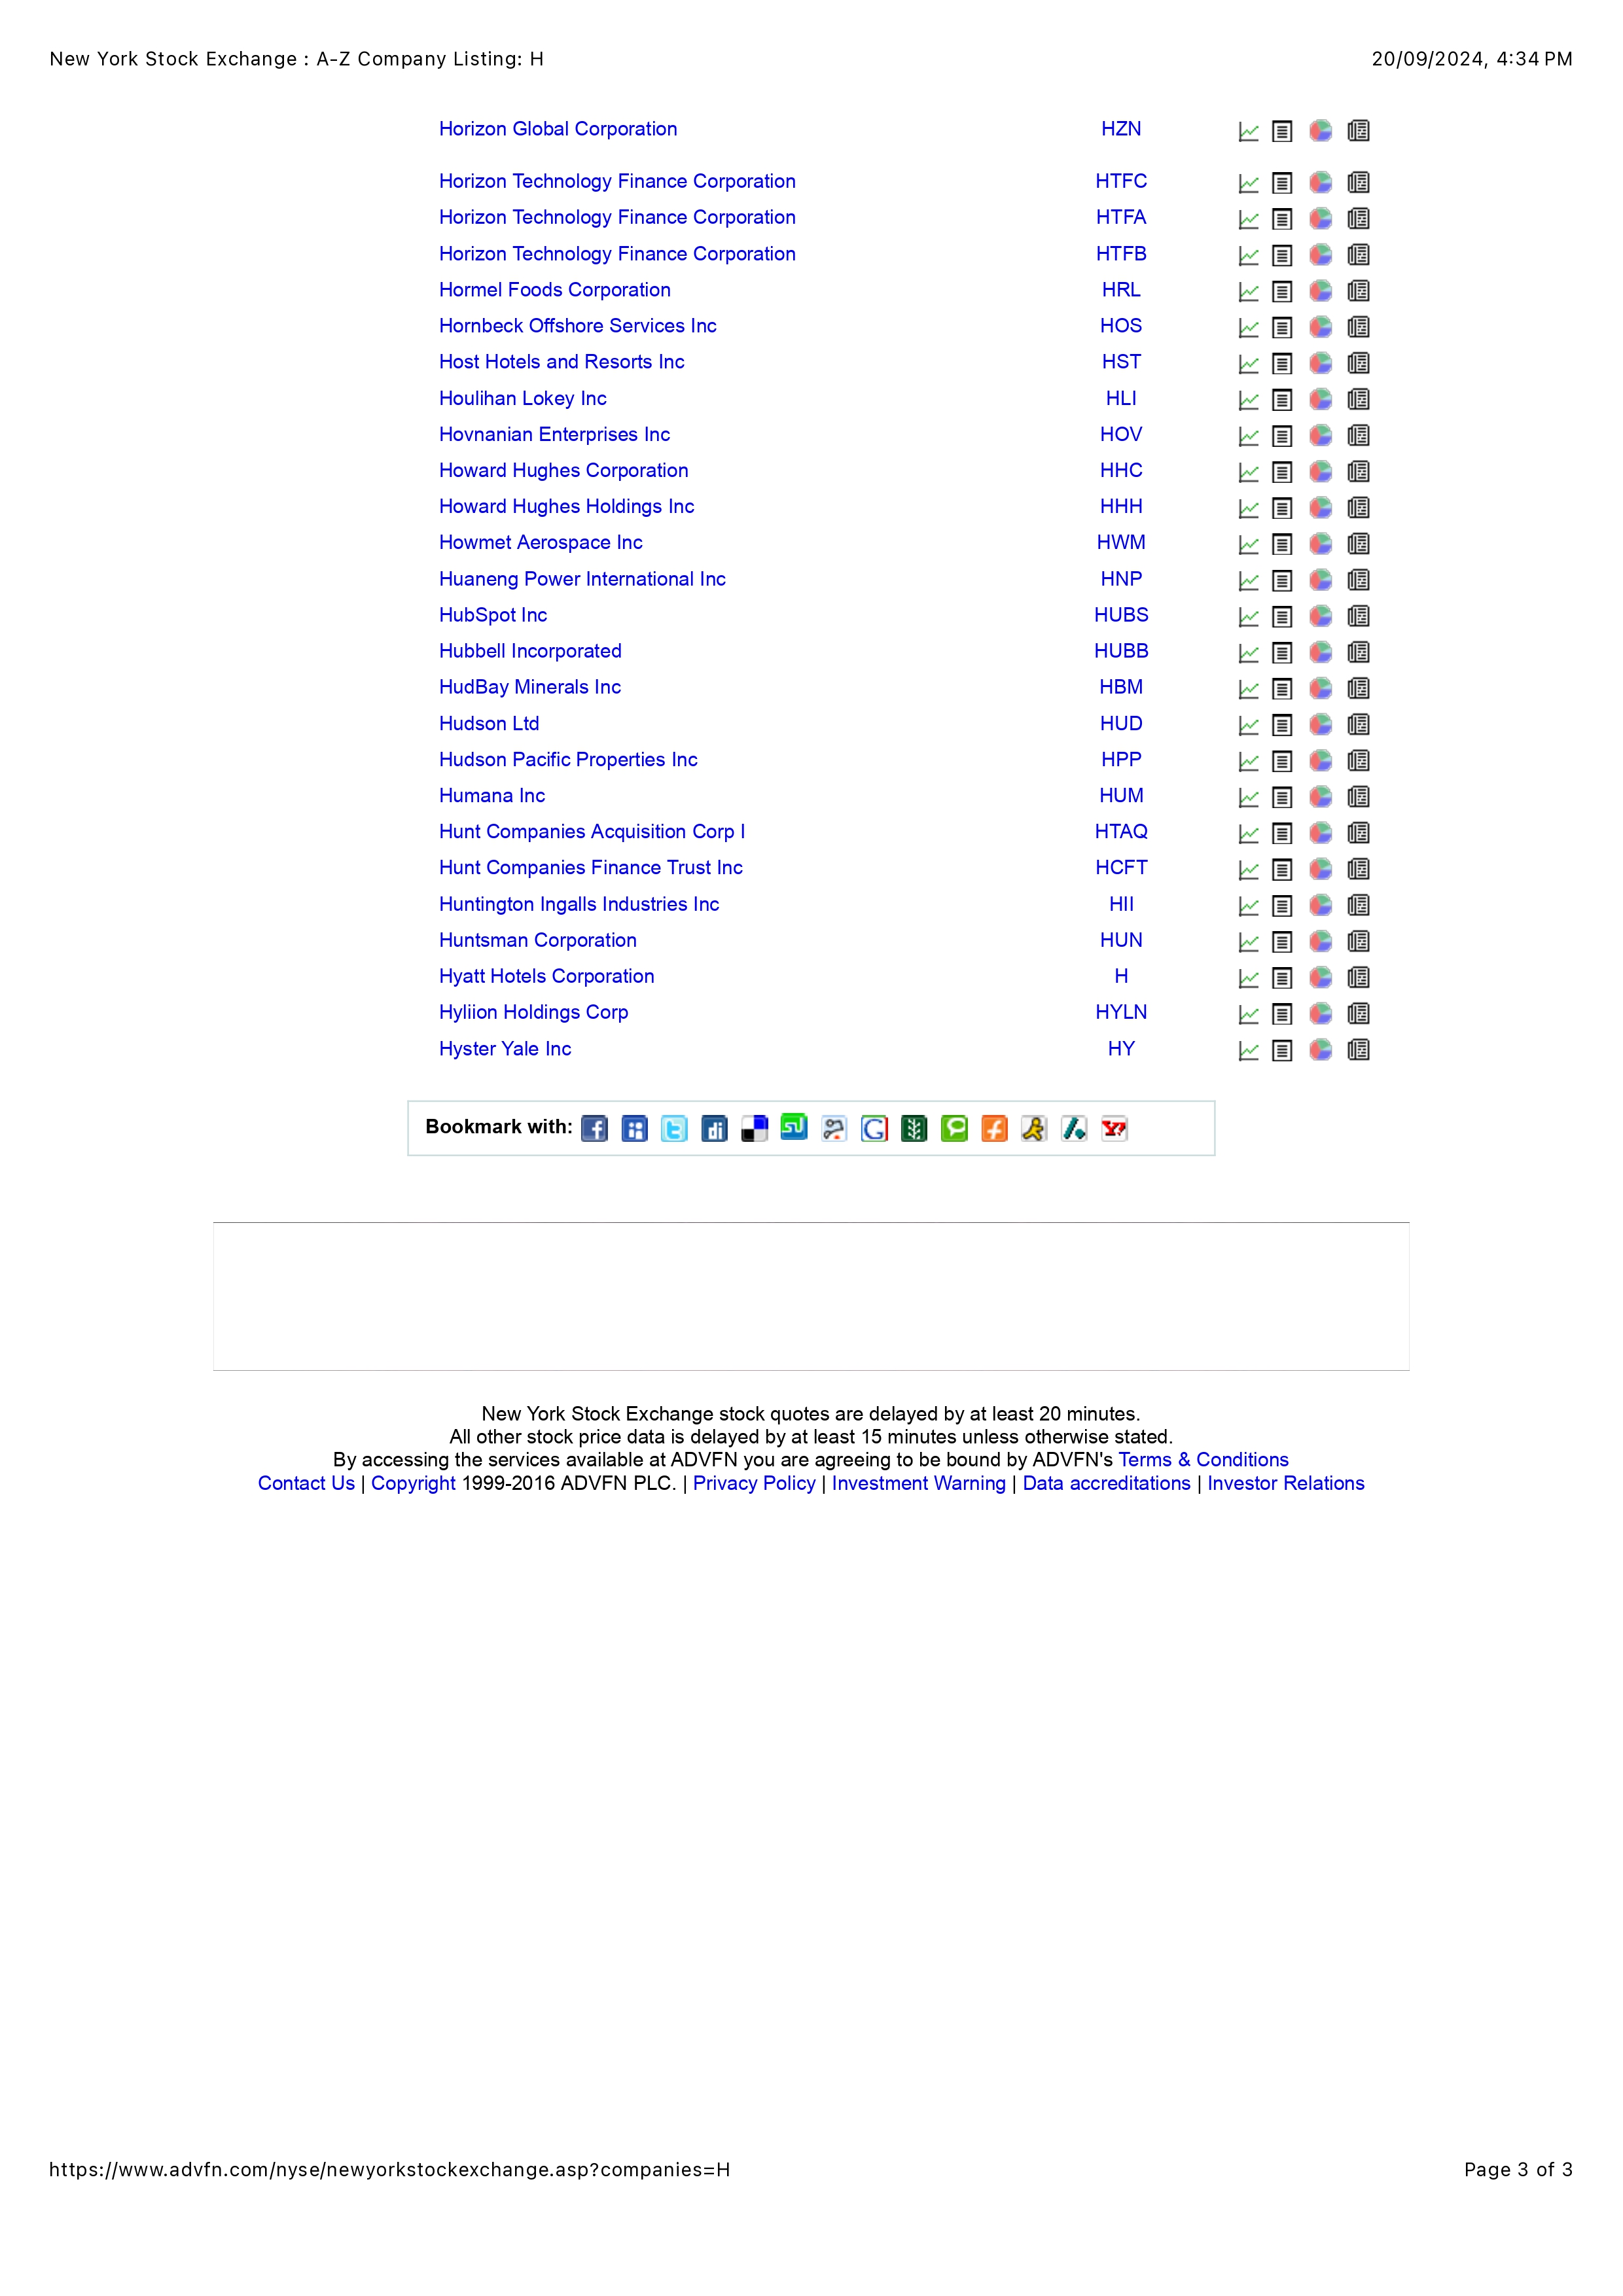 New York Stock Exchange : A-Z Company Listing: H 20/09/2024, 4:34 PM
Horizon Global Corporation HZN
Horizon Technology Finance Corporation HTFC
Horizon Technology Finance Corporation HTFA
Horizon Technology Finance Corporation HTFB
Hormel Foods Corporation HRL
Hornbeck Offshore Services Inc HOS
Host Hotels and Resorts Inc HST
Houlihan Lokey Inc HLI
Hovnanian Enterprises Inc HOV
Howard Hughes Corporation HHC
Howard Hughes Holdings Inc HHH
Howmet Aerospace Inc HWM
Huaneng Power International Inc HNP
HubSpot Inc HUBS
Hubbell Incorporated HUBB
HudBay Minerals Inc HBM
Hudson Ltd HUD
Hudson Pacific Properties Inc HPP
Humana Inc HUM
Hunt Companies Acquisition Corp I HTAQ
Hunt Companies Finance Trust Inc HCFT
Huntington Ingalls Industries Inc HII
Huntsman Corporation HUN
Hyatt Hotels Corporation H
Hyliion Holdings Corp HYLN
Hyster Yale Inc HY
Bookmark with:
New York Stock Exchange stock quotes are delayed by at least 20 minutes.
All other stock price data is delayed by at least 15 minutes unless otherwise stated.
By accessing the services available at ADVFN you are agreeing to be bound by ADVFN's Terms & Conditions
Contact Us | Copyright 1999-2016 ADVFN PLC. | Privacy Policy | Investment Warning | Data accreditations | Investor Relations
https://www.advfn.com/nyse/newyorkstockexchange.asp?companies=H Page 3 of 3